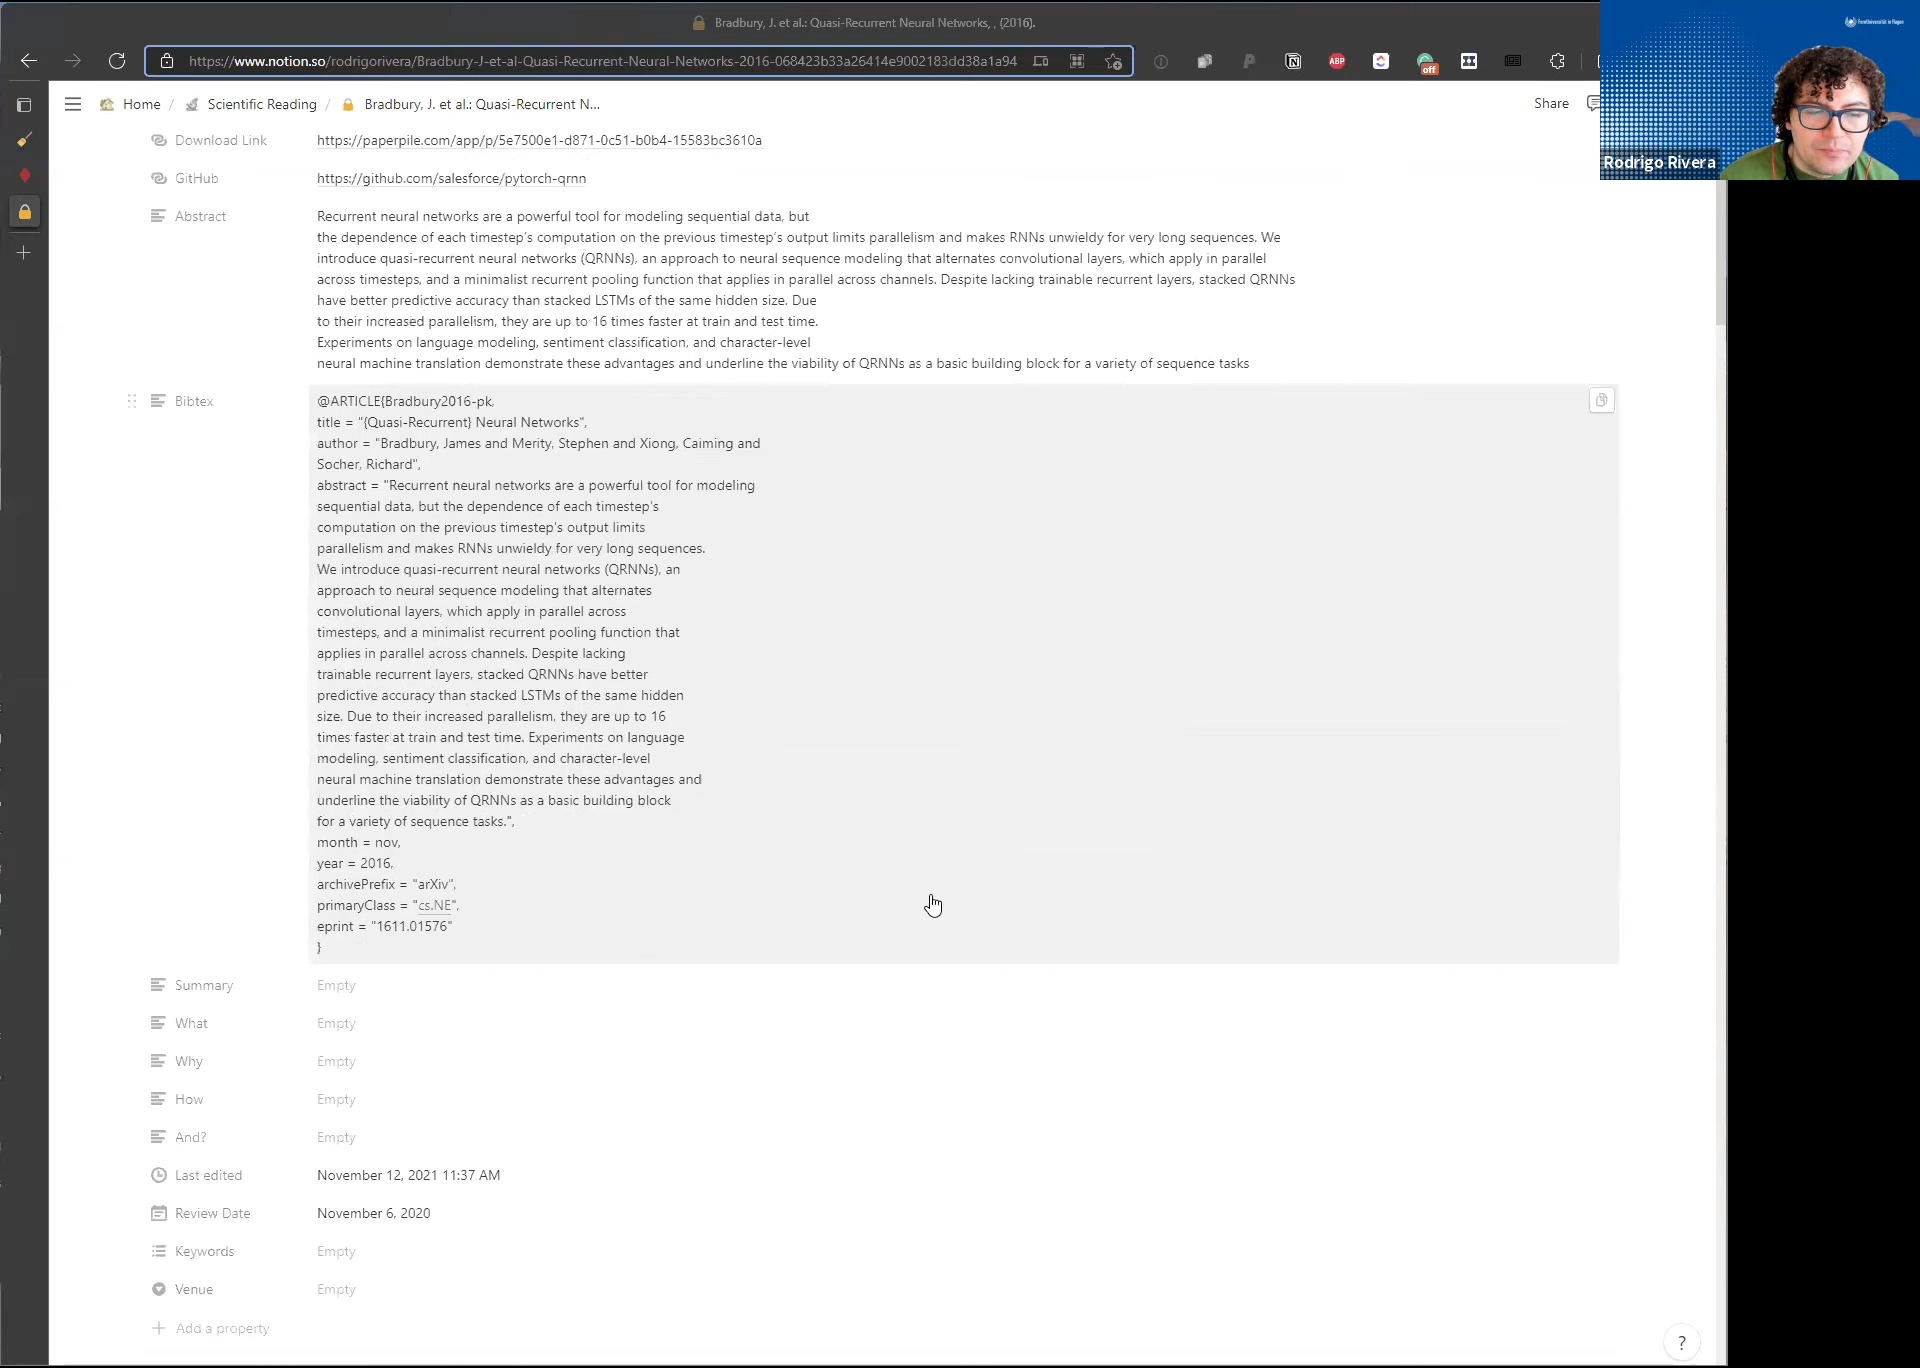 Bradbury, J. et al.: Quasi-Recurrent Neural Networks, , (2016).
https://www.notion.so/rodrigorivera/Bradbury-J-et-al-Quasi-Recurrent-Neural-Networks-2016-068423b33a26414e9002183dd38a1a94
ABP
off
Home / Scientific Reading / Bradbury, J. et al.: Quasi-Recurrent N...
Share
Rodrigo Rivera
Download Link https://paperpile.com/app/p/5e7500e1-d871-0c51-b0b4-15583bc3610a
GitHub https://github.com/salesforce/pytorch-qrnn
Abstract Recurrent neural networks are a powerful tool for modeling sequential data, but
the dependence of each timestep's computation on the previous timestep's output limits parallelism and makes RNNs unwieldy for very long sequences. We
introduce quasi-recurrent neural networks (QRNNs), an approach to neural sequence modeling that alternates convolutional layers, which apply in parallel
across timesteps, and a minimalist recurrent pooling function that applies in parallel across channels. Despite lacking trainable recurrent layers, stacked QRNNs
have better predictive accuracy than stacked LSTMs of the same hidden size. Due
to their increased parallelism, they are up to 16 times faster at train and test time.
Experiments on language modeling, sentiment classification, and character-level
neural machine translation demonstrate these advantages and underline the viability of QRNNs as a basic building block for a variety of sequence tasks
Bibtex @ARTICLE{Bradbury2016-pk,
title = "{Quasi-Recurrent} Neural Networks",
author = "Bradbury, James and Merity, Stephen and Xiong, Caiming and
Socher, Richard",
abstract = "Recurrent neural networks are a powerful tool for modeling
sequential data, but the dependence of each timestep's
computation on the previous timestep's output limits
parallelism and makes RNNs unwieldy for very long sequences.
We introduce quasi-recurrent neural networks (QRNNs), an
approach to neural sequence modeling that alternates
convolutional layers, which apply in parallel across
timesteps, and a minimalist recurrent pooling function that
applies in parallel across channels. Despite lacking
trainable recurrent layers, stacked QRNNs have better
predictive accuracy than stacked LSTMs of the same hidden
size. Due to their increased parallelism, they are up to 16
times faster at train and test time. Experiments on language
modeling, sentiment classification, and character-level
neural machine translation demonstrate these advantages and
underline the viability of QRNNs as a basic building block
for a variety of sequence tasks.",
month = nov,
year = 2016,
archivePrefix = "arXiv",
primaryClass = "cs.NE",
eprint = "1611.01576"
}
Summary Empty
What Empty
Why Empty
How Empty
And? Empty
Last edited November 12, 2021 11:37 AM
Review Date November 6, 2020
Keywords Empty
Venue Empty
+ Add a property
?